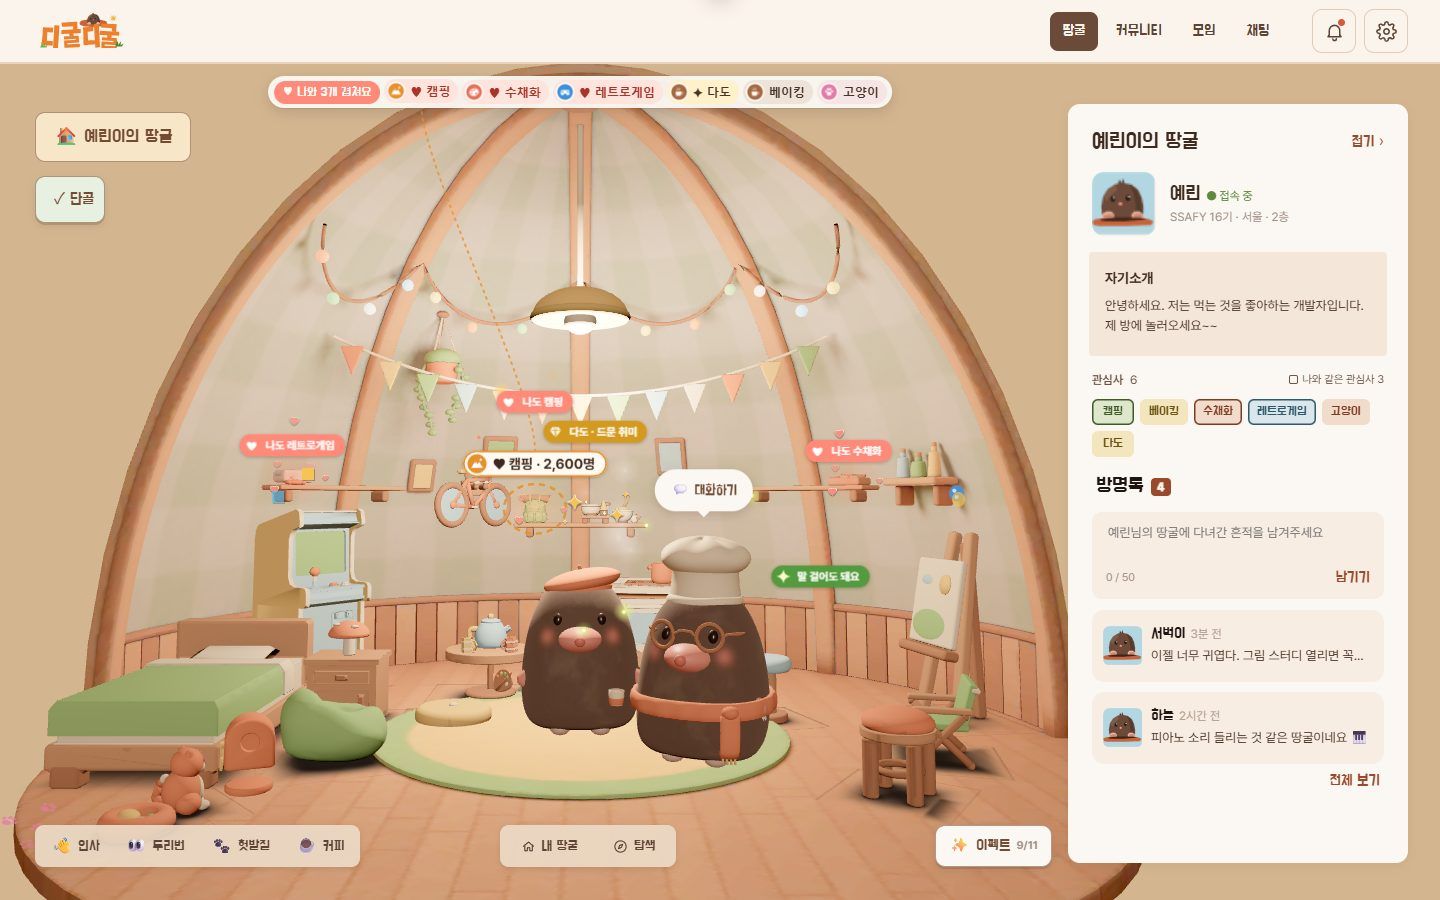 디굴디굴
땅굴
커뮤니티
모임
채팅
♥ 나와 3개 겹쳐요
♥ 캠핑
♥ 수채화
♥ 레트로게임
✦ 다도
베이킹
고양이
예린이의 땅굴
✓ 단골
나도 캠핑
다도 · 드문 취미
나도 레트로게임
♥ 캠핑 · 2,600명
나도 수채화
대화하기
말 걸어도 돼요
인사
두리번
헛발질
커피
내 땅굴
탐색
이펙트 9/11
예린이의 땅굴
접기 ›
예린
접속 중
SSAFY 16기 · 서울 · 2층
자기소개
안녕하세요. 저는 먹는 것을 좋아하는 개발자입니다.
제 방에 놀러오세요~~
관심사 6
나와 같은 관심사 3
캠핑
베이킹
수채화
레트로게임
고양이
다도
방명록 4
예린님의 땅굴에 다녀간 흔적을 남겨주세요
0 / 50
남기기
서벅이 3분 전
이젤 너무 귀엽다. 그림 스터디 열리면 꼭...
하늘 2시간 전
피아노 소리 들리는 것 같은 땅굴이네요 🎹
전체 보기